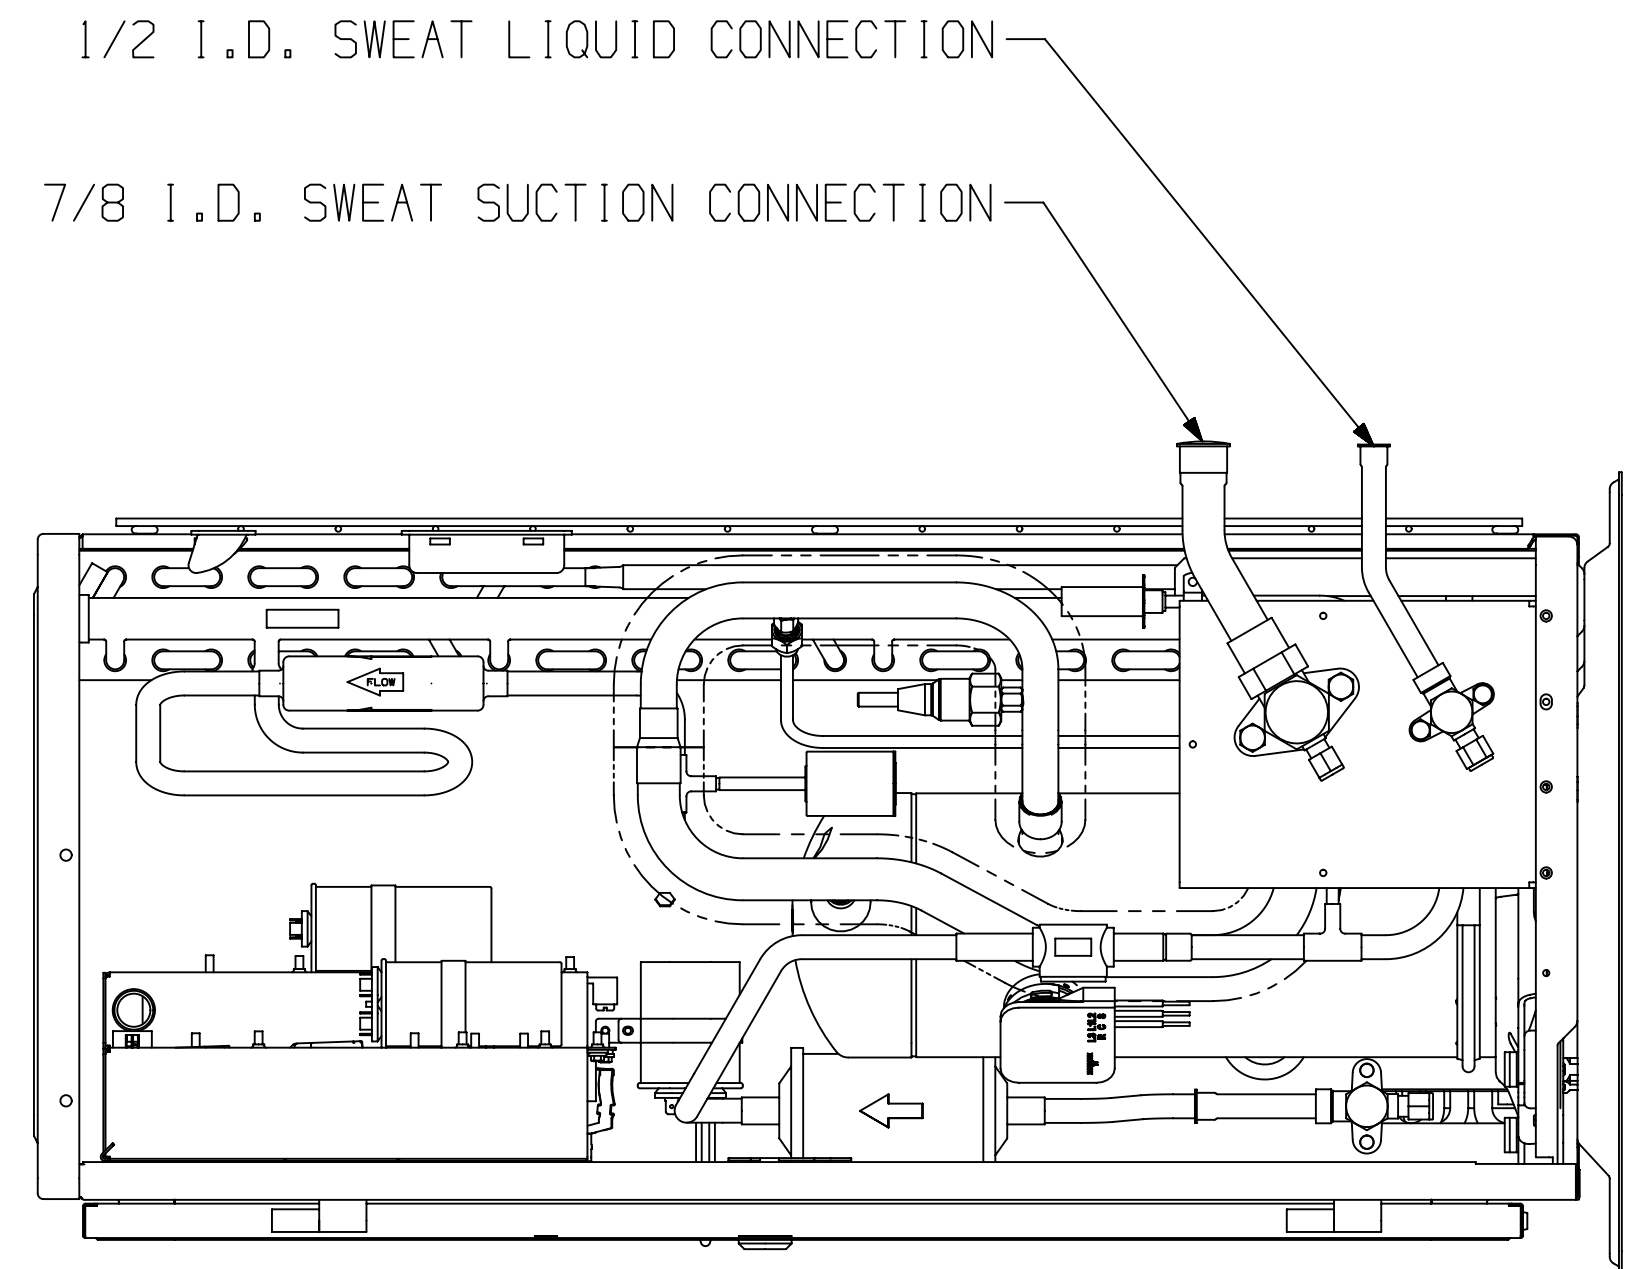 1/2 I.D. SWEAT LIQUID CONNECTION
7/8 I.D. SWEAT SUCTION CONNECTION
FLOW